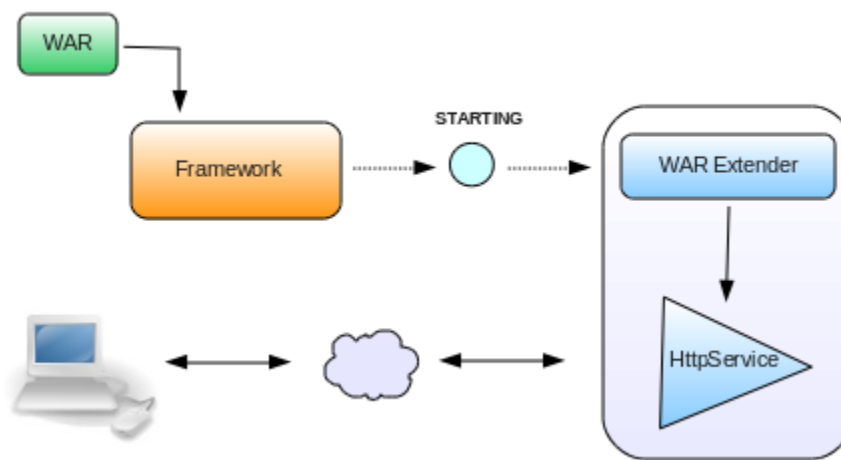 WAR
STARTING
Framework
WAR Extender
HttpService